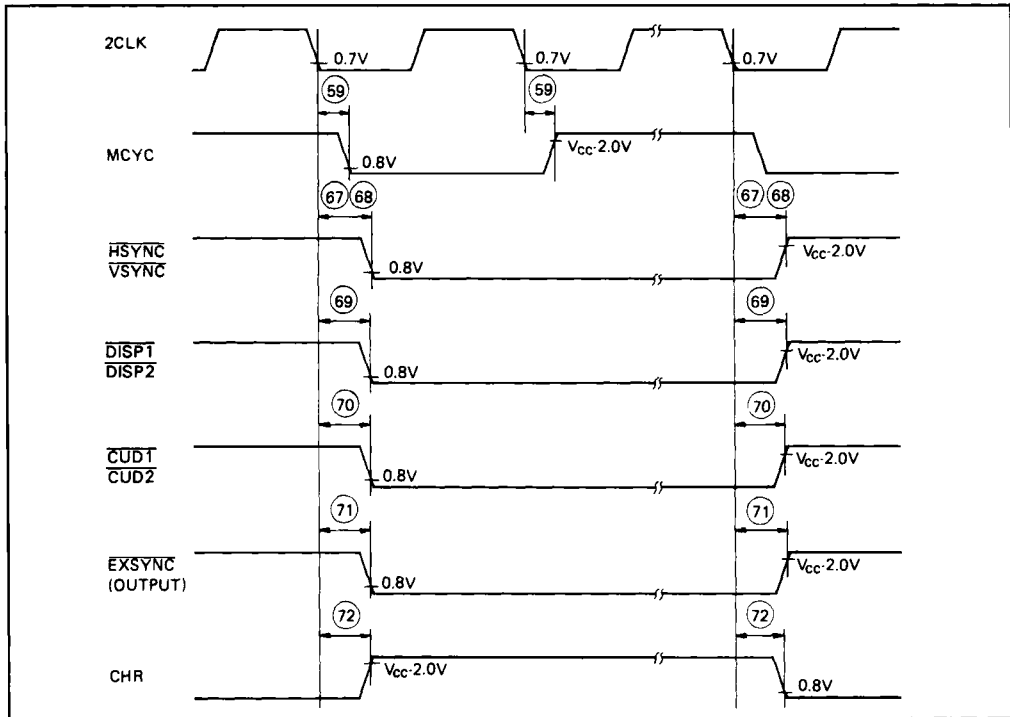 2CLK
0.7V 0.7V 0.7V
59 59
MCYC
0.8V VCC-2.0V
67 68 67 68
HSYNC
VSYNC
0.8V VCC-2.0V
69 69
DISP1
DISP2
0.8V VCC-2.0V
70 70
CUD1
CUD2
0.8V VCC-2.0V
71 71
EXSYNC
(OUTPUT)
0.8V VCC-2.0V
72 72
CHR
VCC-2.0V 0.8V